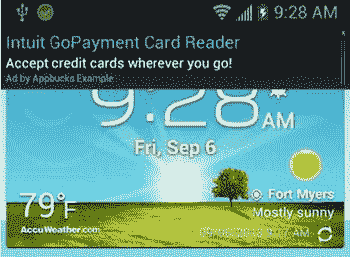 9:28 AM
Intuit GoPayment Card Reader
Accept credit cards wherever you go!
Ad by Appbucks Example
9:28 AM
Fri, Sep 6
79°F
Fort Myers
Mostly sunny
AccuWeather.com